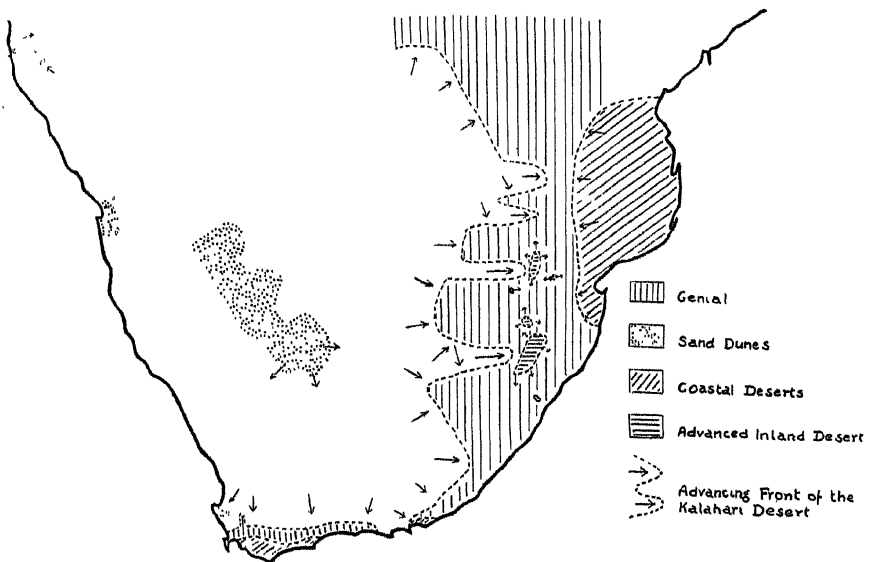 Genial
Sand Dunes
Coastal Deserts
Advanced Inland Desert
Advancing Front of the
Kalahari Desert